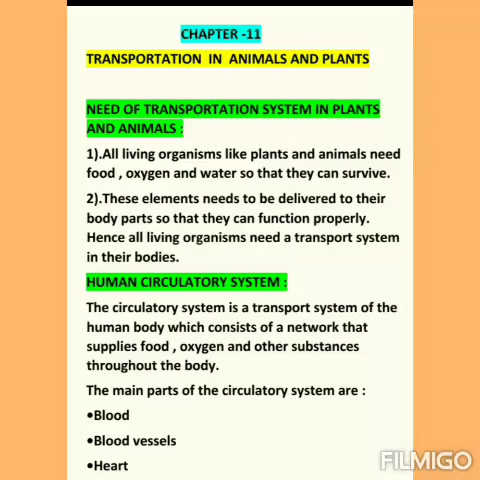 CHAPTER -11
TRANSPORTATION IN ANIMALS AND PLANTS
NEED OF TRANSPORTATION SYSTEM IN PLANTS
AND ANIMALS :
1).All living organisms like plants and animals need
food , oxygen and water so that they can survive.
2).These elements needs to be delivered to their
body parts so that they can function properly.
Hence all living organisms need a transport system
in their bodies.
HUMAN CIRCULATORY SYSTEM :
The circulatory system is a transport system of the
human body which consists of a network that
supplies food , oxygen and other substances
throughout the body.
The main parts of the circulatory system are :
•Blood
•Blood vessels
•Heart
FILMIGO